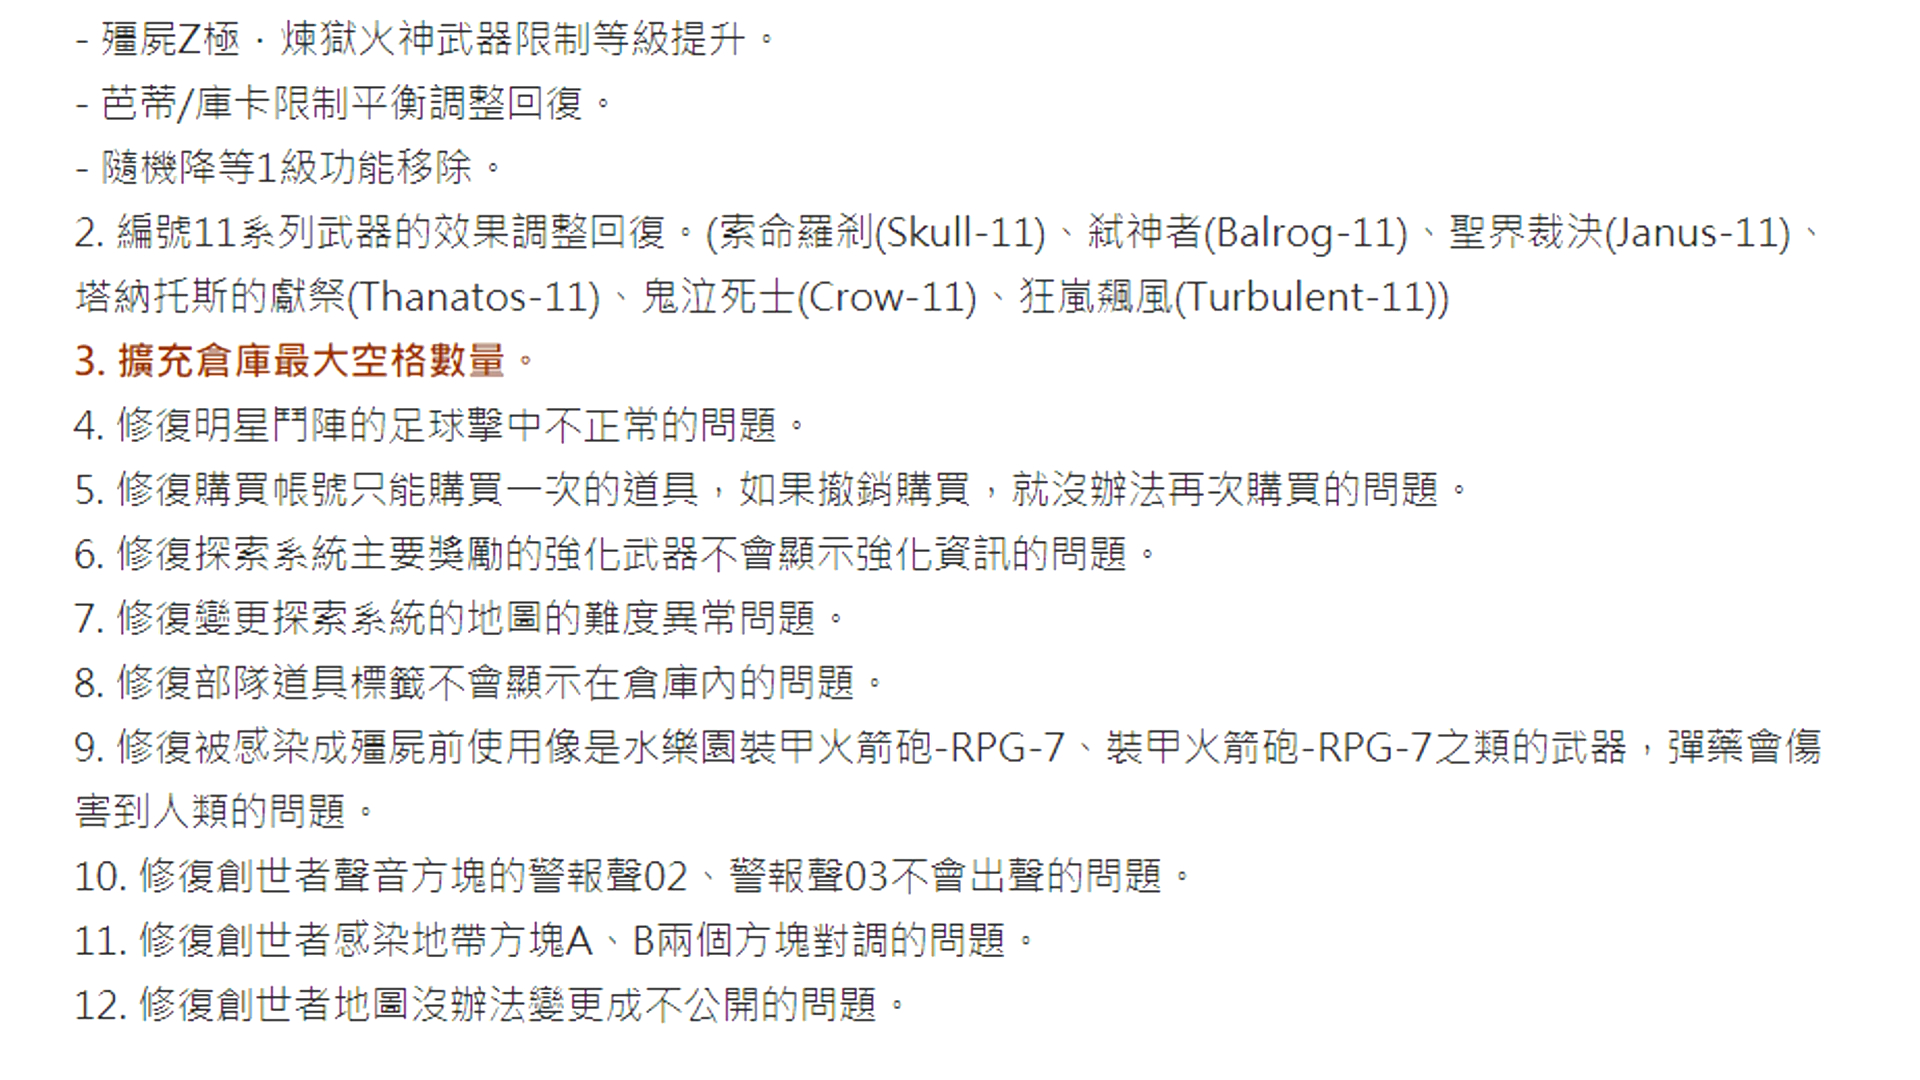 - 殭屍Z極．煉獄火神武器限制等級提升。
- 芭蒂/庫卡限制平衡調整回復。
- 隨機降等1級功能移除。
2. 編號11系列武器的效果調整回復。(索命羅剎(Skull-11)、弒神者(Balrog-11)、聖界裁決(Janus-11)、
塔納托斯的獻祭(Thanatos-11)、鬼泣死士(Crow-11)、狂嵐飆風(Turbulent-11))
3. 擴充倉庫最大空格數量。
4. 修復明星鬥陣的足球擊中不正常的問題。
5. 修復購買帳號只能購買一次的道具，如果撤銷購買，就沒辦法再次購買的問題。
6. 修復探索系統主要獎勵的強化武器不會顯示強化資訊的問題。
7. 修復變更探索系統的地圖的難度異常問題。
8. 修復部隊道具標籤不會顯示在倉庫內的問題。
9. 修復被感染成殭屍前使用像是水樂園裝甲火箭砲-RPG-7、裝甲火箭砲-RPG-7之類的武器，彈藥會傷
害到人類的問題。
10. 修復創世者聲音方塊的警報聲02、警報聲03不會出聲的問題。
11. 修復創世者感染地帶方塊A、B兩個方塊對調的問題。
12. 修復創世者地圖沒辦法變更成不公開的問題。